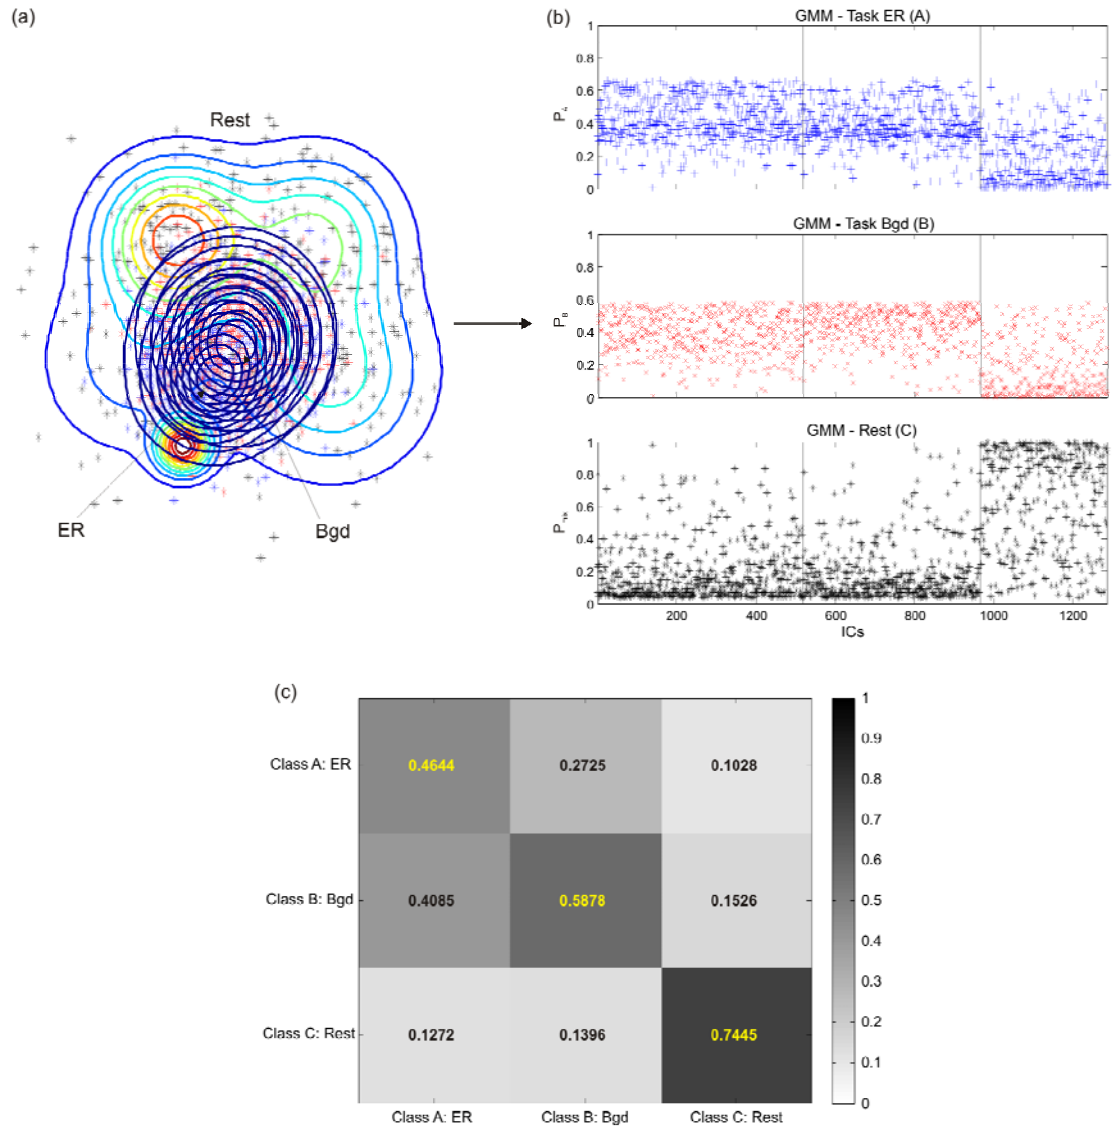 (a)
Rest
ER
Bgd
(b)
GMM - Task ER (A)
1
0.8
0.6
0.4
0.2
0
P_A
GMM - Task Bgd (B)
1
0.8
0.6
0.4
0.2
0
P_B
GMM - Rest (C)
1
0.8
0.6
0.4
0.2
0
200
400
600
800
1000
1200
ICs
(c)
Class A: ER
0.4644
0.2725
0.1028
Class B: Bgd
0.4085
0.5878
0.1526
Class C: Rest
0.1272
0.1396
0.7445
Class A: ER
Class B: Bgd
Class C: Rest
1
0.9
0.8
0.7
0.6
0.5
0.4
0.3
0.2
0.1
0